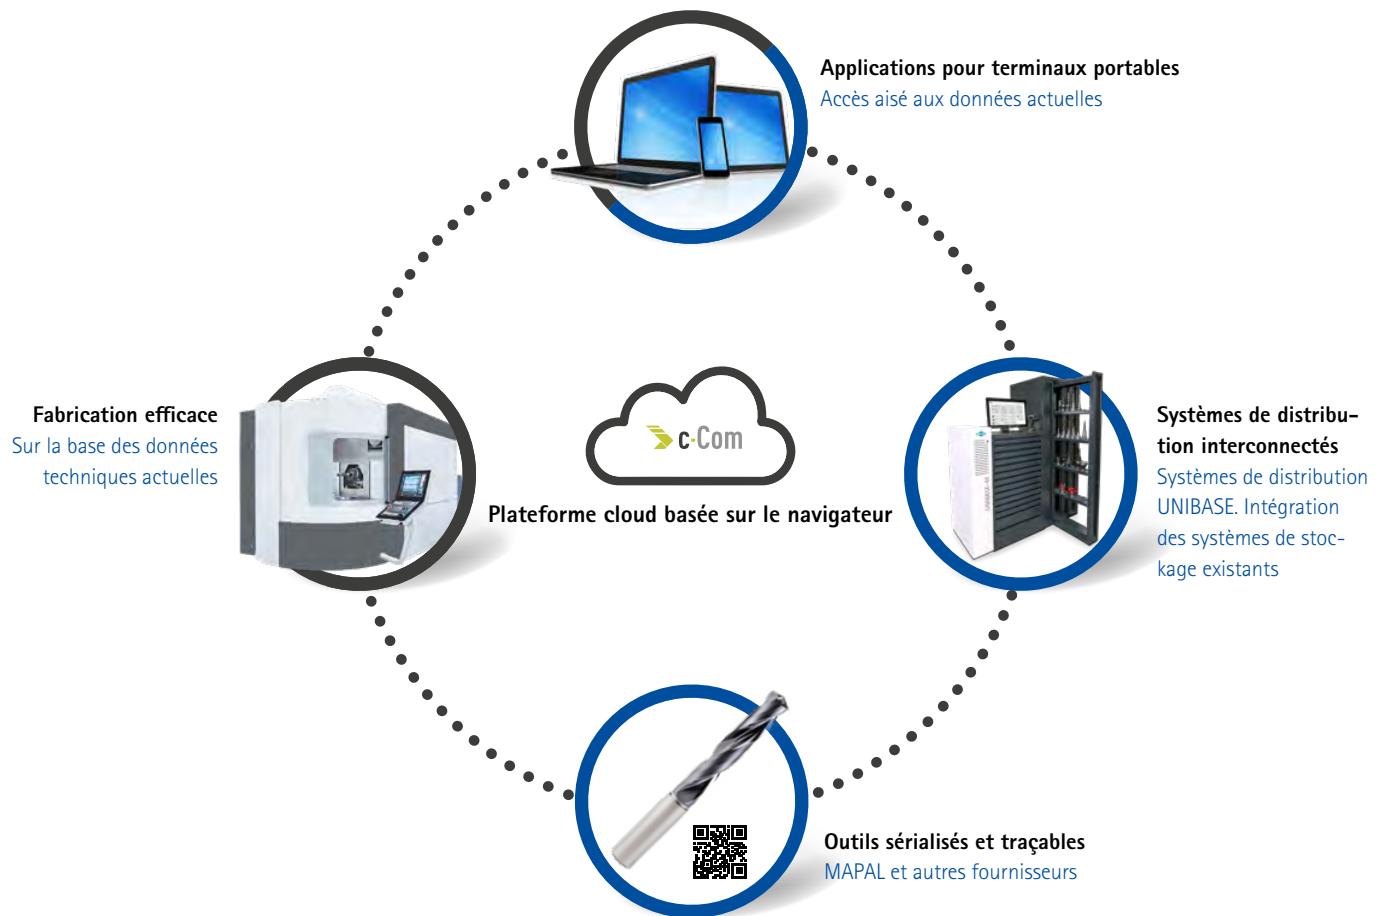 Applications pour terminaux portables
Accès aisé aux données actuelles
Fabrication efficace
Sur la base des données
techniques actuelles
c·Com
Plateforme cloud basée sur le navigateur
Systèmes de distribu-
tion interconnectés
Systèmes de distribution
UNIBASE. Intégration
des systèmes de stoc-
kage existants
Outils sérialisés et traçables
MAPAL et autres fournisseurs